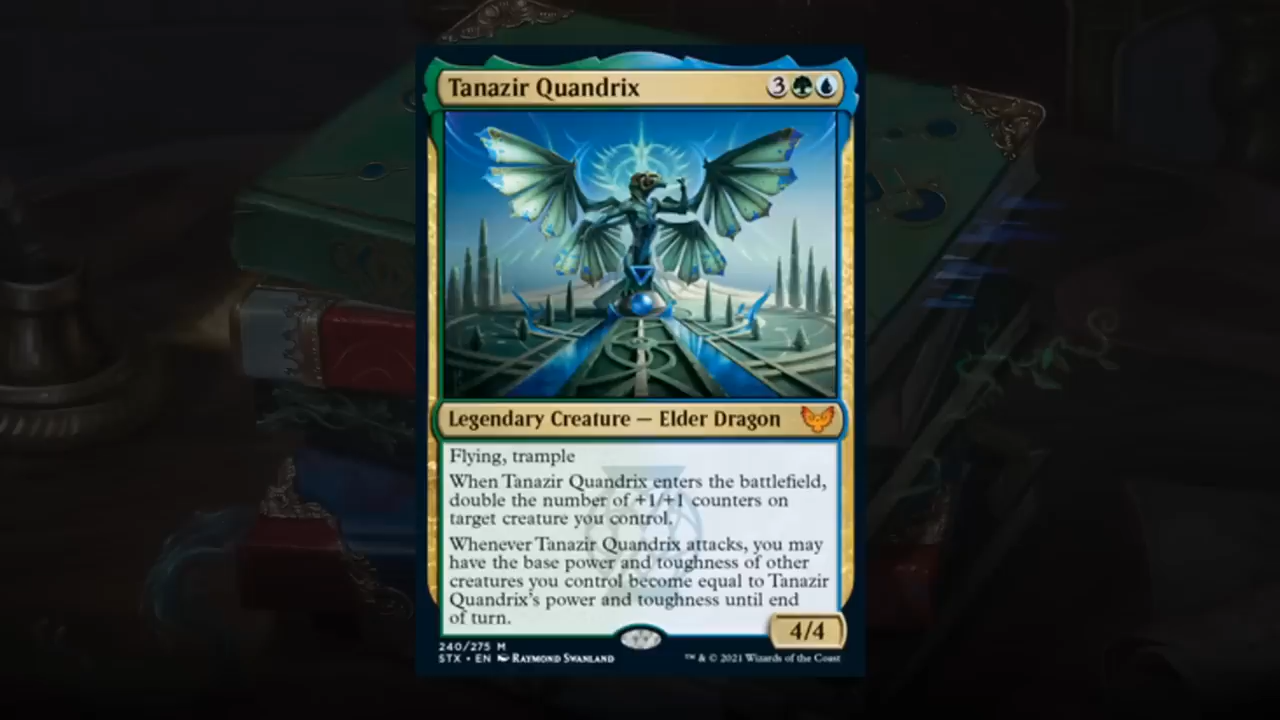 Tanazir Quandrix 3
Legendary Creature — Elder Dragon
Flying, trample
When Tanazir Quandrix enters the battlefield,
double the number of +1/+1 counters on
target creature you control.
Whenever Tanazir Quandrix attacks, you may
have the base power and toughness of other
creatures you control become equal to Tanazir
Quandrix's power and toughness until end
of turn.
4/4
240/275 M
STX • EN Raymond Swanland
™ & © 2021 Wizards of the Coast